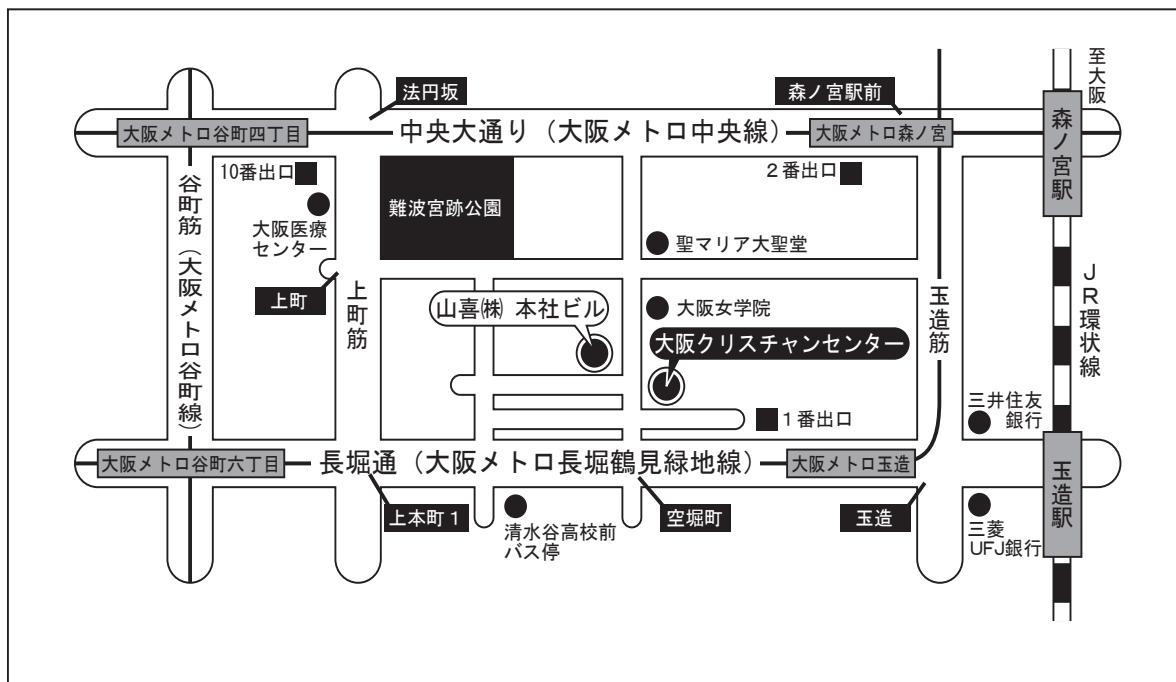 至大阪
法円坂
森ノ宮駅前
大阪メトロ谷町四丁目
中央大通り（大阪メトロ中央線）
大阪メトロ森ノ宮
森ノ宮駅
10番出口
2番出口
難波宮跡公園
大阪医療
センター
聖マリア大聖堂
谷町筋（大阪メトロ谷町線）
上町
上町筋
山喜㈱ 本社ビル
大阪女学院
大阪クリスチャンセンター
玉造筋
ＪＲ環状線
1番出口
三井住友
銀行
大阪メトロ谷町六丁目
長堀通（大阪メトロ長堀鶴見緑地線）
大阪メトロ玉造
玉造駅
上本町1
清水谷高校前
バス停
空堀町
玉造
三菱
UFJ銀行